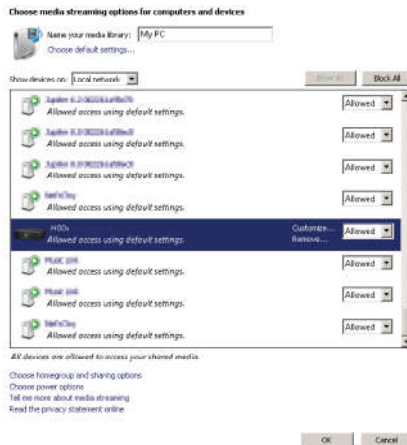 Choose media streaming options for computers and devices
Name your media library: My PC
Choose default settings...
Show devices on: Local network
Allow All Block All
Allowed
Allowed access using default settings.
Allowed
Allowed access using default settings.
Allowed
Allowed access using default settings.
Allowed
Allowed access using default settings.
Customize...
Allowed
Allowed access using default settings.
Remove...
Allowed
Allowed access using default settings.
Allowed
Allowed access using default settings.
Allowed
Allowed access using default settings.
All devices are allowed to access your shared media.
Choose homegroup and sharing options
Choose power options
Tell me more about media streaming
Read the privacy statement online
OK Cancel